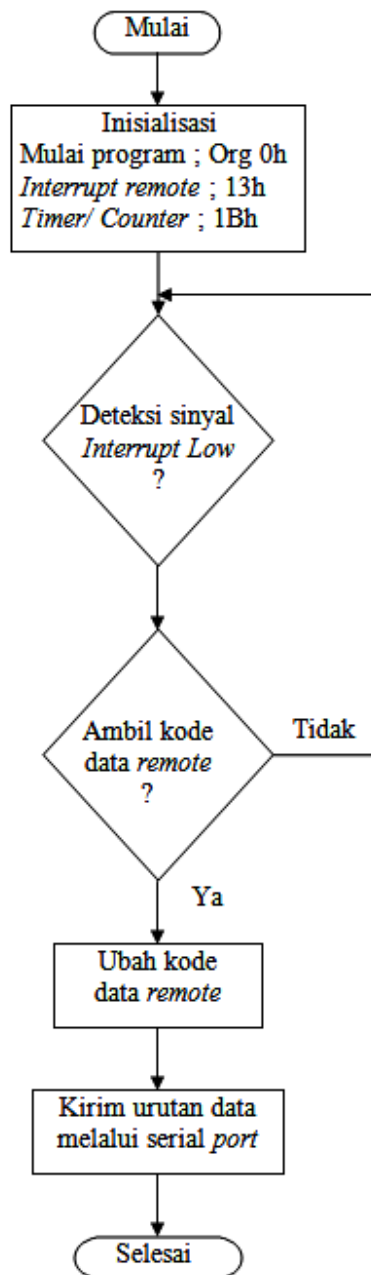 Mulai
Inisialisasi
Mulai program ; Org 0h
Interrupt remote ; 13h
Timer/ Counter ; 1Bh
Deteksi sinyal
Interrupt Low
?
Ambil kode
data remote
?
Tidak
Ya
Ubah kode
data remote
Kirim urutan data
melalui serial port
Selesai